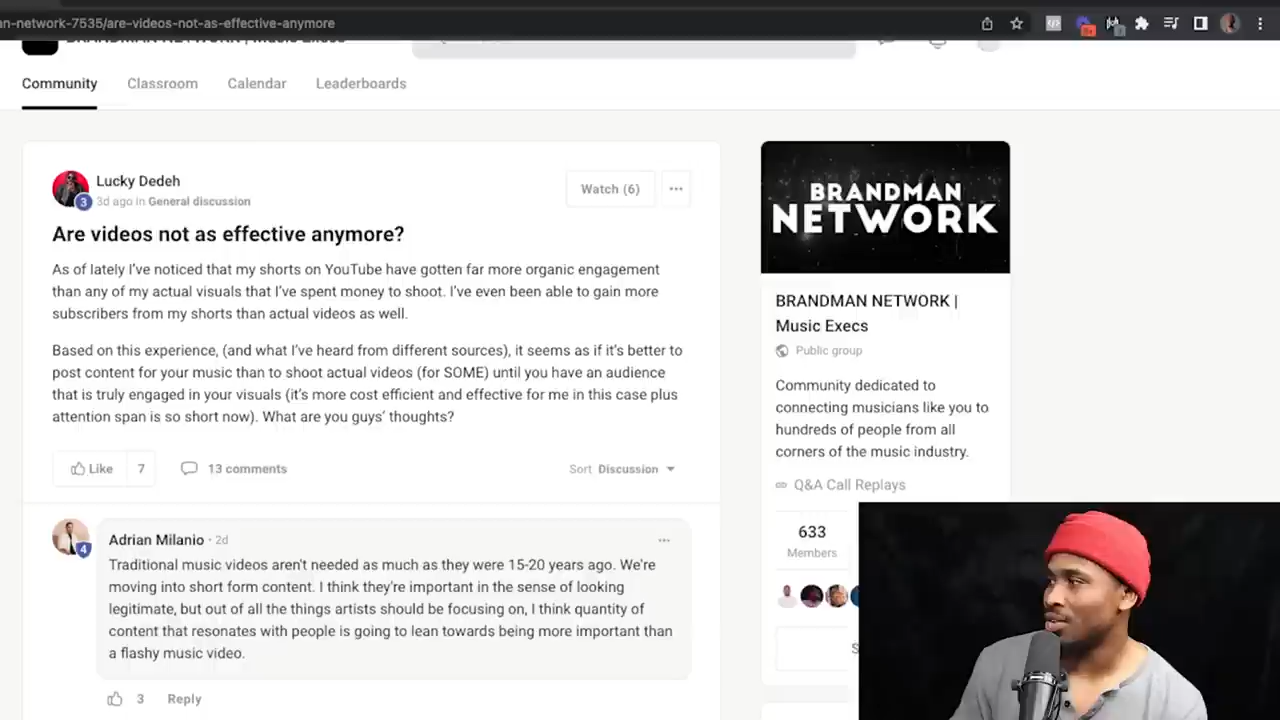 an-network-7535/are-videos-not-as-effective-anymore
BRANDMAN NETWORK | Music Execs
Community Classroom Calendar Leaderboards
Lucky Dedeh
3
3d ago in General discussion
Watch (6)
Are videos not as effective anymore?
As of lately I've noticed that my shorts on YouTube have gotten far more organic engagement
than any of my actual visuals that I've spent money to shoot. I've even been able to gain more
subscribers from my shorts than actual videos as well.
Based on this experience, (and what I've heard from different sources), it seems as if it's better to
post content for your music than to shoot actual videos (for SOME) until you have an audience
that is truly engaged in your visuals (it's more cost efficient and effective for me in this case plus
attention span is so short now). What are you guys' thoughts?
Like 7 13 comments
Sort Discussion
Adrian Milanio · 2d
4
Traditional music videos aren't needed as much as they were 15-20 years ago. We're
moving into short form content. I think they're important in the sense of looking
legitimate, but out of all the things artists should be focusing on, I think quantity of
content that resonates with people is going to lean towards being more important than
a flashy music video.
3 Reply
BRANDMAN
NETWORK
BRANDMAN NETWORK |
Music Execs
Public group
Community dedicated to
connecting musicians like you to
hundreds of people from all
corners of the music industry.
Q&A Call Replays
633
Members